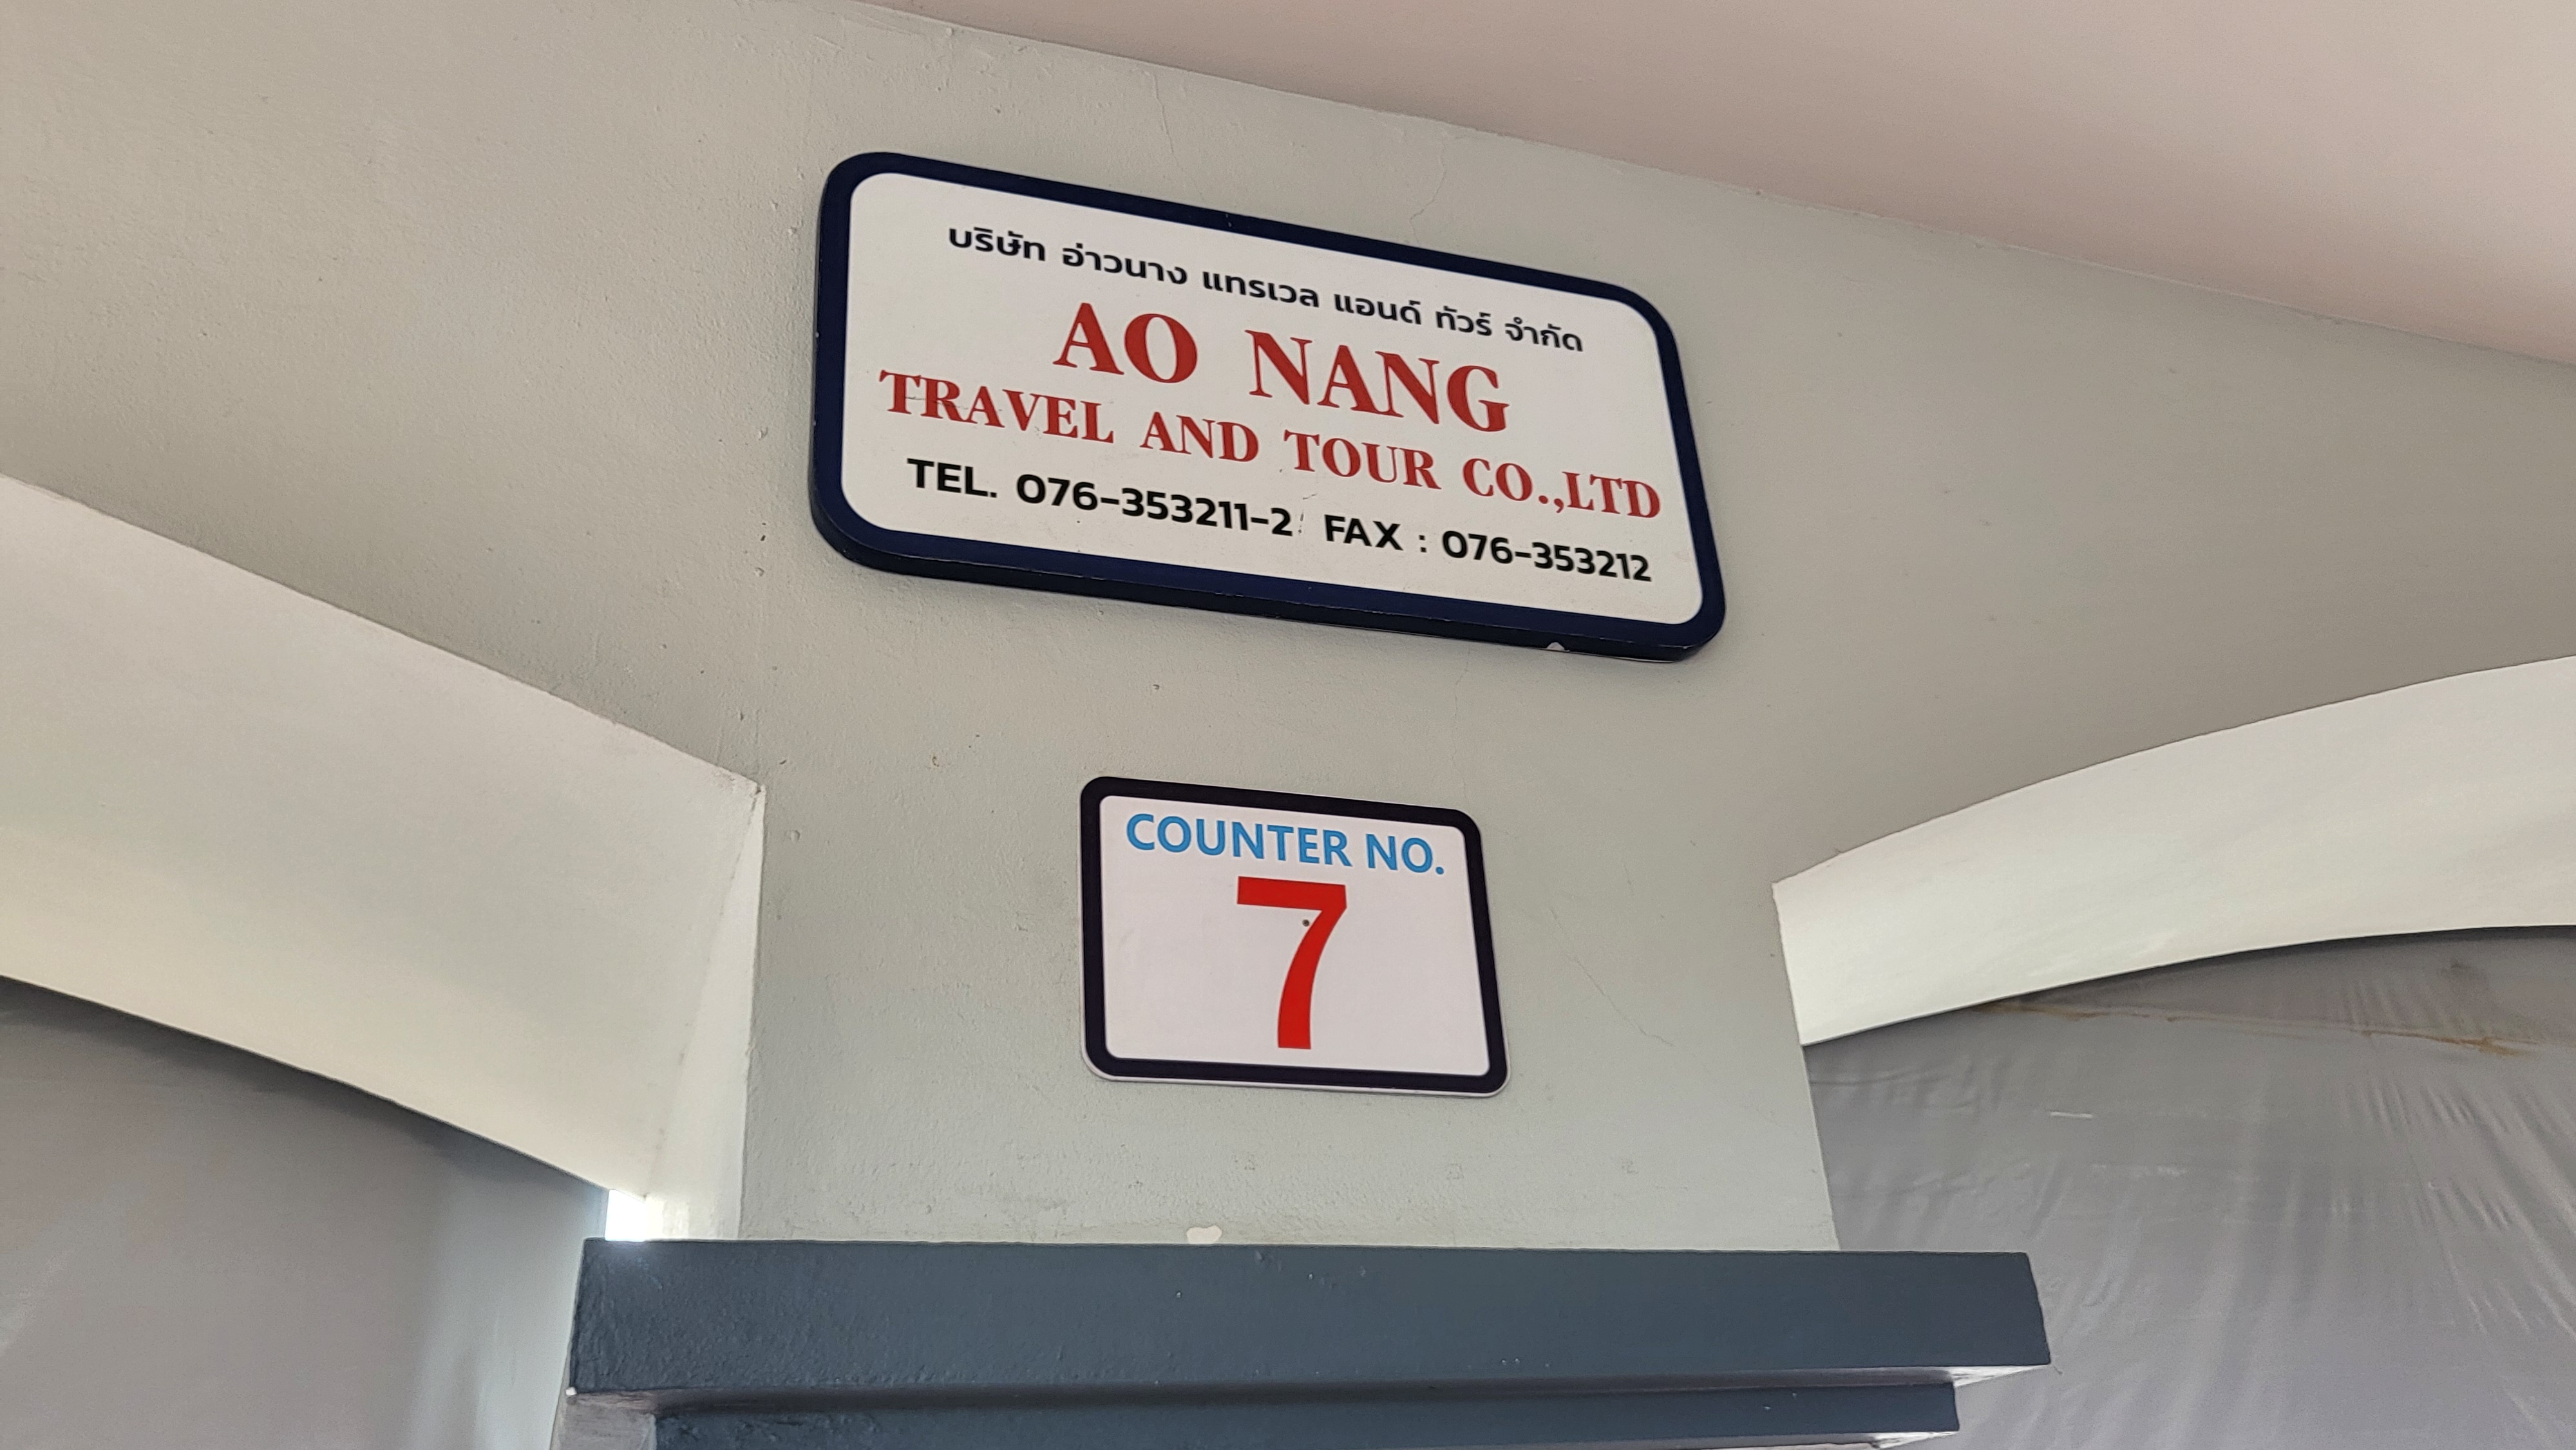 บริษัท อ่าวนาง แทรเวล แอนด์ ทัวร์ จำกัด
AO NANG
TRAVEL AND TOUR CO.,LTD
TEL. 076-353211-2 FAX : 076-353212
COUNTER NO.
7